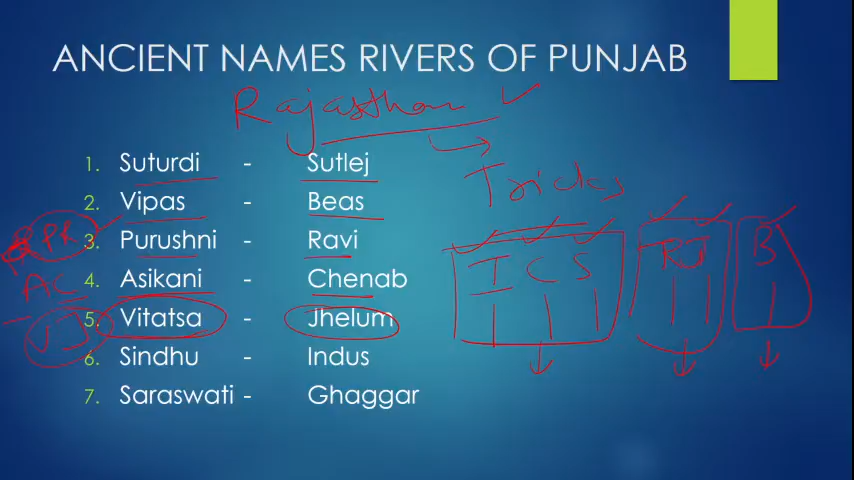 ANCIENT NAMES RIVERS OF PUNJAB
Rajasthan
Tricks
1. Suturdi - Sutlej
2. Vipas - Beas
3. Purushni - Ravi
4. Asikani - Chenab
5. Vitatsa - Jhelum
6. Sindhu - Indus
7. Saraswati - Ghaggar
PR
AC
VJ
I C S
RJ
B